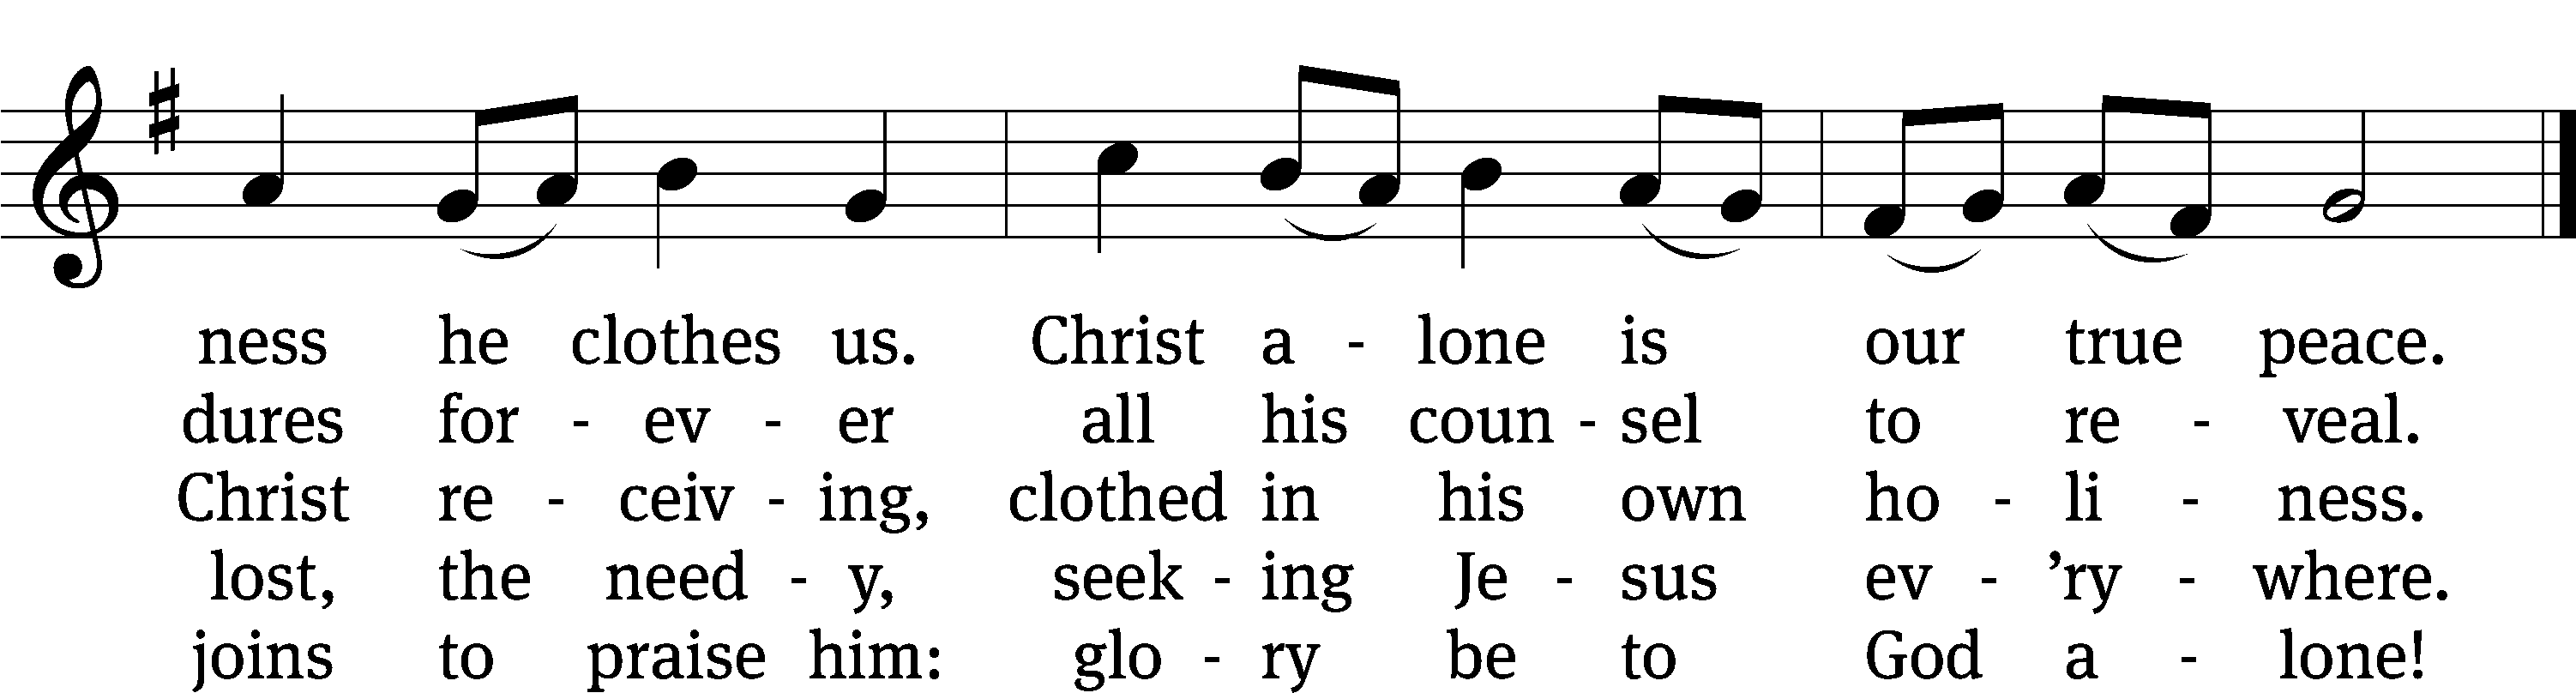 ness he clothes us. Christ a - lone is our true peace.
dures for - ev - er all his coun - sel to re - veal.
Christ re - ceiv - ing, clothed in his own ho - li - ness.
lost, the need - y, seek - ing Je - sus ev - ’ry - where.
joins to praise him: glo - ry be to God a - lone!